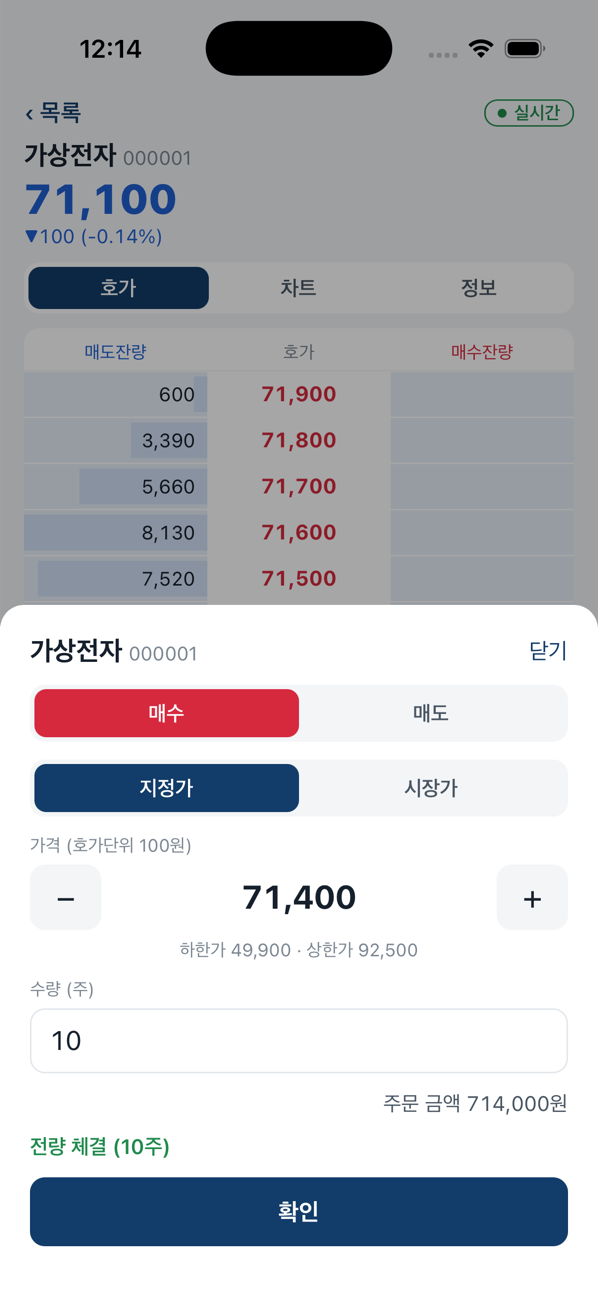 12:14
‹ 목록
실시간
가상전자 000001
71,100
▼100 (-0.14%)
호가 차트 정보
매도잔량 호가 매수잔량
600 71,900
3,390 71,800
5,660 71,700
8,130 71,600
7,520 71,500
가상전자 000001 닫기
매수 매도
지정가 시장가
가격 (호가단위 100원)
− 71,400 +
하한가 49,900 · 상한가 92,500
수량 (주)
10
주문 금액 714,000원
전량 체결 (10주)
확인